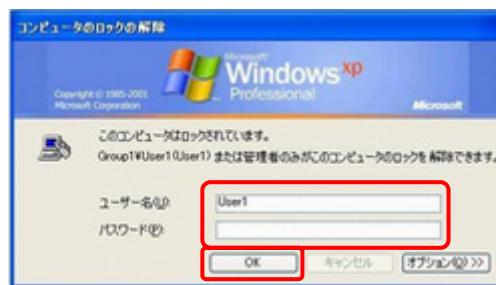 コンピュータのロックの解除
Microsoft
Windows xp
Professional
Copyright © 1985-2001
Microsoft Corporation
Microsoft
このコンピュータはロックされています。
Group1¥User1 (User1) または管理者のみがこのコンピュータのロックを解除できます。
ユーザー名(U):
User1
パスワード(P):
OK
キャンセル
オプション(O) >>